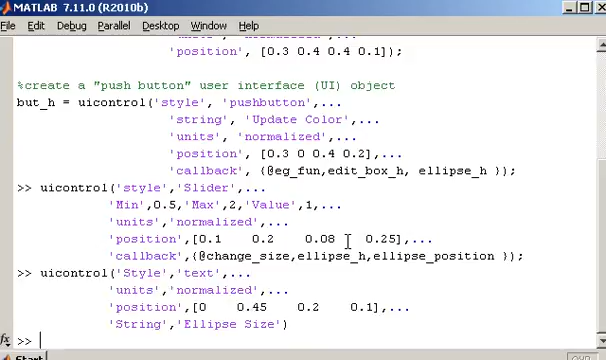 MATLAB 7.11.0 (R2010b)
File Edit Debug Parallel Desktop Window Help
'position', [0.3 0.4 0.4 0.1]);
%create a "push button" user interface (UI) object
but_h = uicontrol('style', 'pushbutton',...
'string', 'Update Color',...
'units', 'normalized',...
'position', [0.3 0 0.4 0.2],...
'callback', {@eg_fun,edit_box_h, ellipse_h });
>> uicontrol('style','Slider',...
'Min',0.5,'Max',2,'Value',1,...
'units','normalized',...
'position',[0.1 0.2 0.08 0.25],...
'callback',{@change_size,ellipse_h,ellipse_position });
>> uicontrol('Style','text',...
'units','normalized',...
'position',[0 0.45 0.2 0.1],...
'String','Ellipse Size')
fx >>
Start OVR